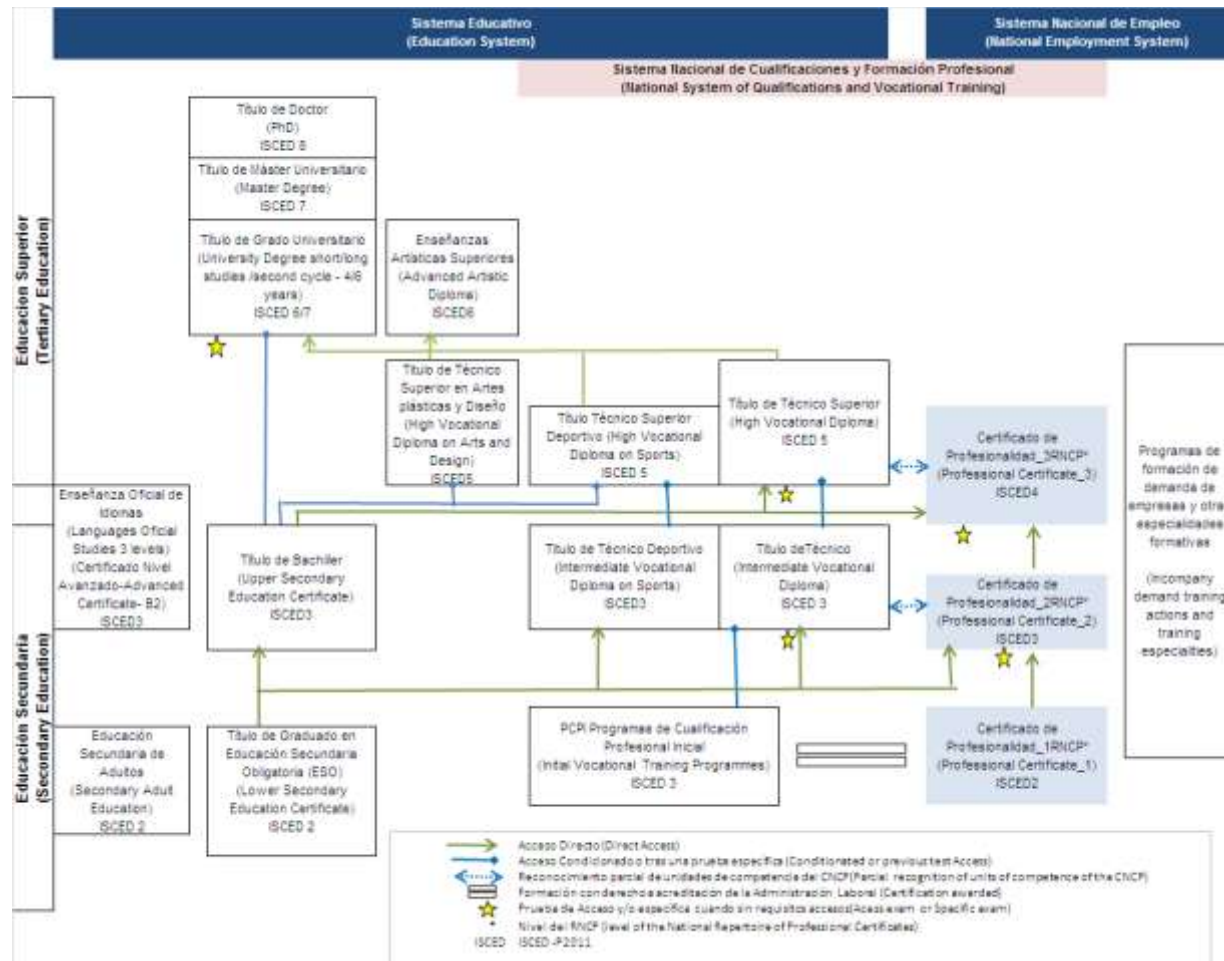 Sistema Educativo
(Education System)
Sistema Nacional de Empleo
(National Employment System)
Sistema Nacional de Cualificaciones y Formación Profesional
(National System of Qualifications and Vocational Training)
Educacion Superior
(Tertiary Education)
Título de Doctor
(PhD)
ISCED 8
Título de Máster Universitario
(Master Degree)
ISCED 7
Título de Grado Universitario
(University Degree short/long
studies /second cycle - 4/6
years)
ISCED 6/7
Enseñanzas
Artísticas Superiores
(Advanced Artistic
Diploma)
ISCED6
Título de Técnico
Superior en Artes
plásticas y Diseño
(High Vocational
Diploma on Arts and
Design)
ISCED5
Título Técnico Superior
Deportivo (High Vocational
Diploma on Sports)
ISCED 5
Título de Técnico Superior
(High Vocational Diploma)
ISCED 5
Certificado de
Profesionalidad_3RNCP*
(Professional Certificate_3)
ISCED4
Programas de
formación de
demanda de
empresas y otra
especialidades
formativas
(Incompany
demand training
actions and
training
especialities)
Educación Secundaria
(Secondary Education)
Enseñanza Oficial de
Idiomas
(Languages Oficial
Studies 3 levels)
(Certificado Nivel
Avanzado-Advanced
Certificate- B2)
ISCED3
Título de Bachiller
(Upper Secondary
Education Certificate)
ISCED3
Título de Técnico Deportivo
(Intermediate Vocational
Diploma on Sports)
ISCED3
Título deTécnico
(Intermediate Vocational
Diploma)
ISCED 3
Certificado de
Profesionalidad_2RNCP*
(Professional Certificate_2)
ISCED3
Educación
Secundaria de
Adultos
(Secondary Adult
Education)
ISCED 2
Título de Graduado en
Educación Secundaria
Obligatoria (ESO)
(Lower Secondary
Education Certificate)
ISCED 2
PCPI Programas de Cualificación
Profesional Inicial
(Initial Vocational Training Programmes)
ISCED 3
Certificado de
Profesionalidad_1RNCP*
(Professional Certificate_1)
ISCED2
Acceso Directo (Direct Access)
Acceso Condicionado o tras una prueba específica (Conditionated or previous test Access)
Reconocimiento parcial de unidades de competencia del CNCP(Parcial recognition of units of competence of the CNCP)
Formación con derecho a acreditación de la Administración Laboral (Certification awarded)
Prueba de Acceso y/o específica cuando sin requisitos accesos(Acess exam or Specific exam)
* Nivel del RNCP (level of the National Repertoire of Professional Certificates)
ISCED ISCED-P2011